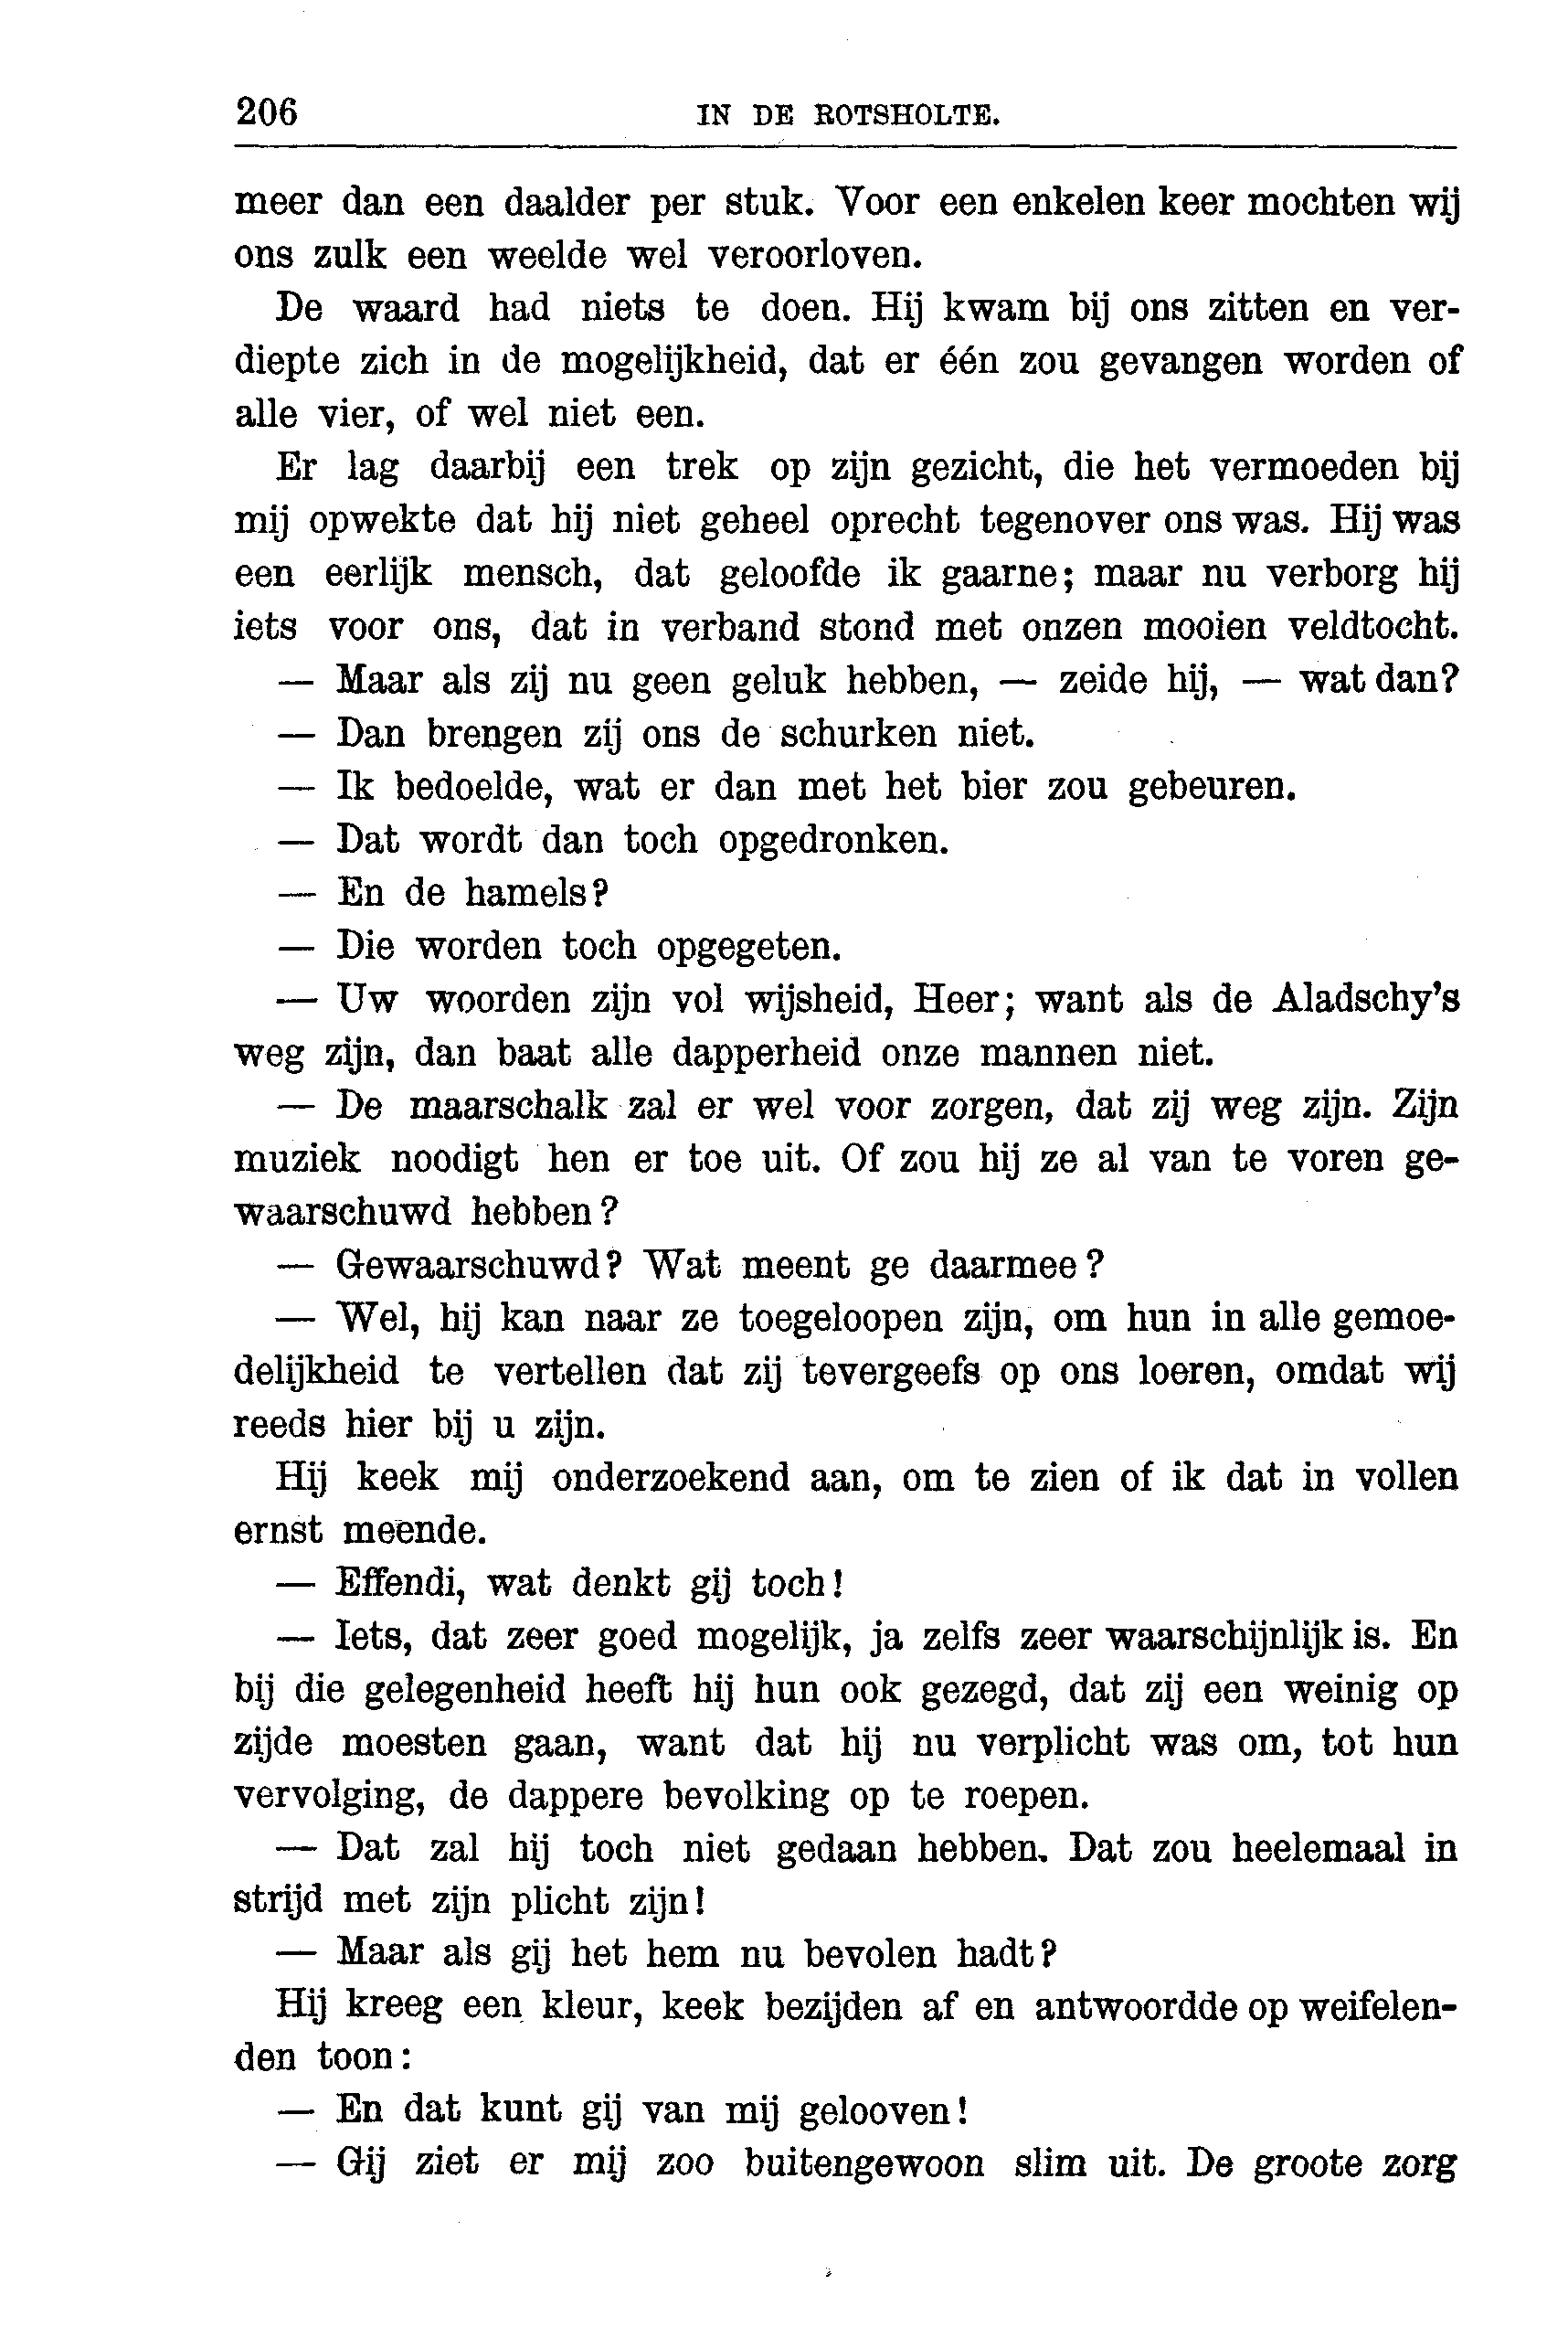 206 IN DE ROTSHOLTE.
meer dan een daalder per stuk. Voor een enkelen keer mochten wij
ons zulk een weelde wel veroorloven.
De waard had niets te doen. Hij kwam bij ons zitten en ver-
diepte zich in de mogelijkheid, dat er één zou gevangen worden of
alle vier, of wel niet een.
Er lag daarbij een trek op zijn gezicht, die het vermoeden bij
mij opwekte dat hij niet geheel oprecht tegenover ons was. Hij was
een eerlijk mensch, dat geloofde ik gaarne; maar nu verborg hij
iets voor ons, dat in verband stond met onzen mooien veldtocht.
— Maar als zij nu geen geluk hebben, — zeide hij, — wat dan?
— Dan brengen zij ons de schurken niet.
— Ik bedoelde, wat er dan met het bier zou gebeuren.
— Dat wordt dan toch opgedronken.
— En de hamels?
— Die worden toch opgegeten.
— Uw woorden zijn vol wijsheid, Heer; want als de Aladschy's
weg zijn, dan baat alle dapperheid onze mannen niet.
— De maarschalk zal er wel voor zorgen, dat zij weg zijn. Zijn
muziek noodigt hen er toe uit. Of zou hij ze al van te voren ge-
waarschuwd hebben?
— Gewaarschuwd? Wat meent ge daarmee?
— Wel, hij kan naar ze toegeloopen zijn, om hun in alle gemoe-
delijkheid te vertellen dat zij tevergeefs op ons loeren, omdat wij
reeds hier bij u zijn.
Hij keek mij onderzoekend aan, om te zien of ik dat in vollen
ernst meende.
— Effendi, wat denkt gij toch!
— Iets, dat zeer goed mogelijk, ja zelfs zeer waarschijnlijk is. En
bij die gelegenheid heeft hij hun ook gezegd, dat zij een weinig op
zijde moesten gaan, want dat hij nu verplicht was om, tot hun
vervolging, de dappere bevolking op te roepen.
— Dat zal hij toch niet gedaan hebben. Dat zou heelemaal in
strijd met zijn plicht zijn!
— Maar als gij het hem nu bevolen hadt?
Hij kreeg een kleur, keek bezijden af en antwoordde op weifelen-
den toon:
— En dat kunt gij van mij gelooven!
— Gij ziet er mij zoo buitengewoon slim uit. De groote zorg